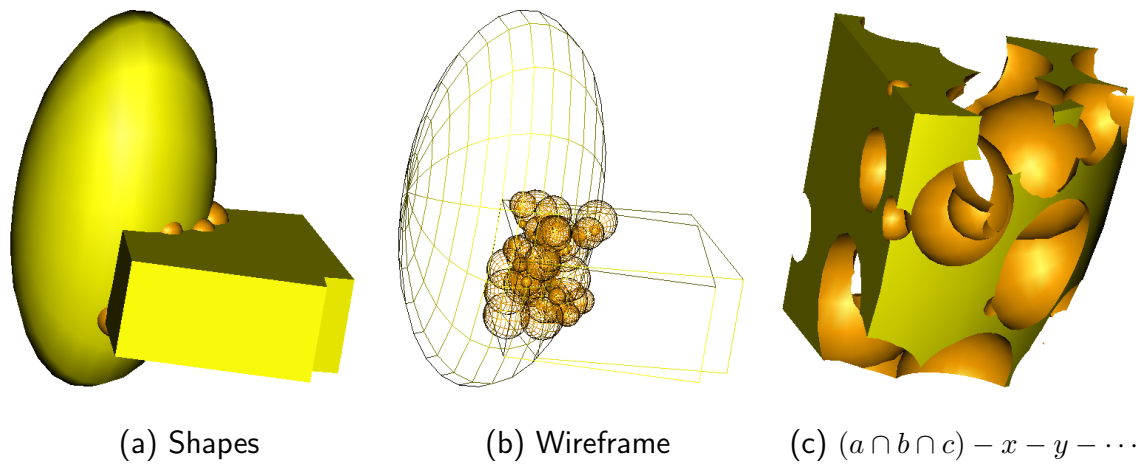 (a) Shapes
(b) Wireframe
(c) (a ∩ b ∩ c) − x − y − ⋯